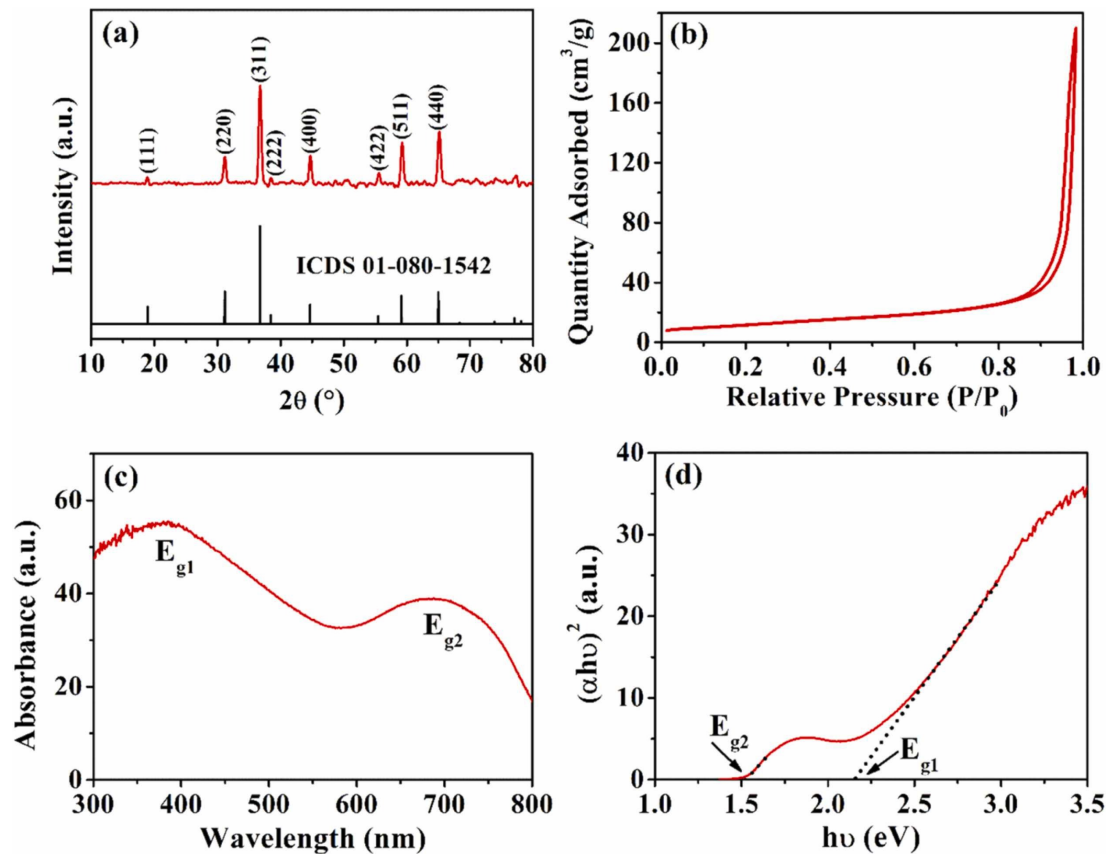 (a)
Intensity (a.u.)
(111)
(220)
(311)
(222)
(400)
(422)
(511)
(440)
ICDS 01-080-1542
10 20 30 40 50 60 70 80
2θ (°)
(b)
Quantity Adsorbed (cm³/g)
200
160
120
80
40
0
0.0 0.2 0.4 0.6 0.8 1.0
Relative Pressure (P/P₀)
(c)
Absorbance (a.u.)
60
40
20
0
E_g1
E_g2
300 400 500 600 700 800
Wavelength (nm)
(d)
(αhυ)² (a.u.)
40
30
20
10
0
E_g2
E_g1
1.0 1.5 2.0 2.5 3.0 3.5
hυ (eV)